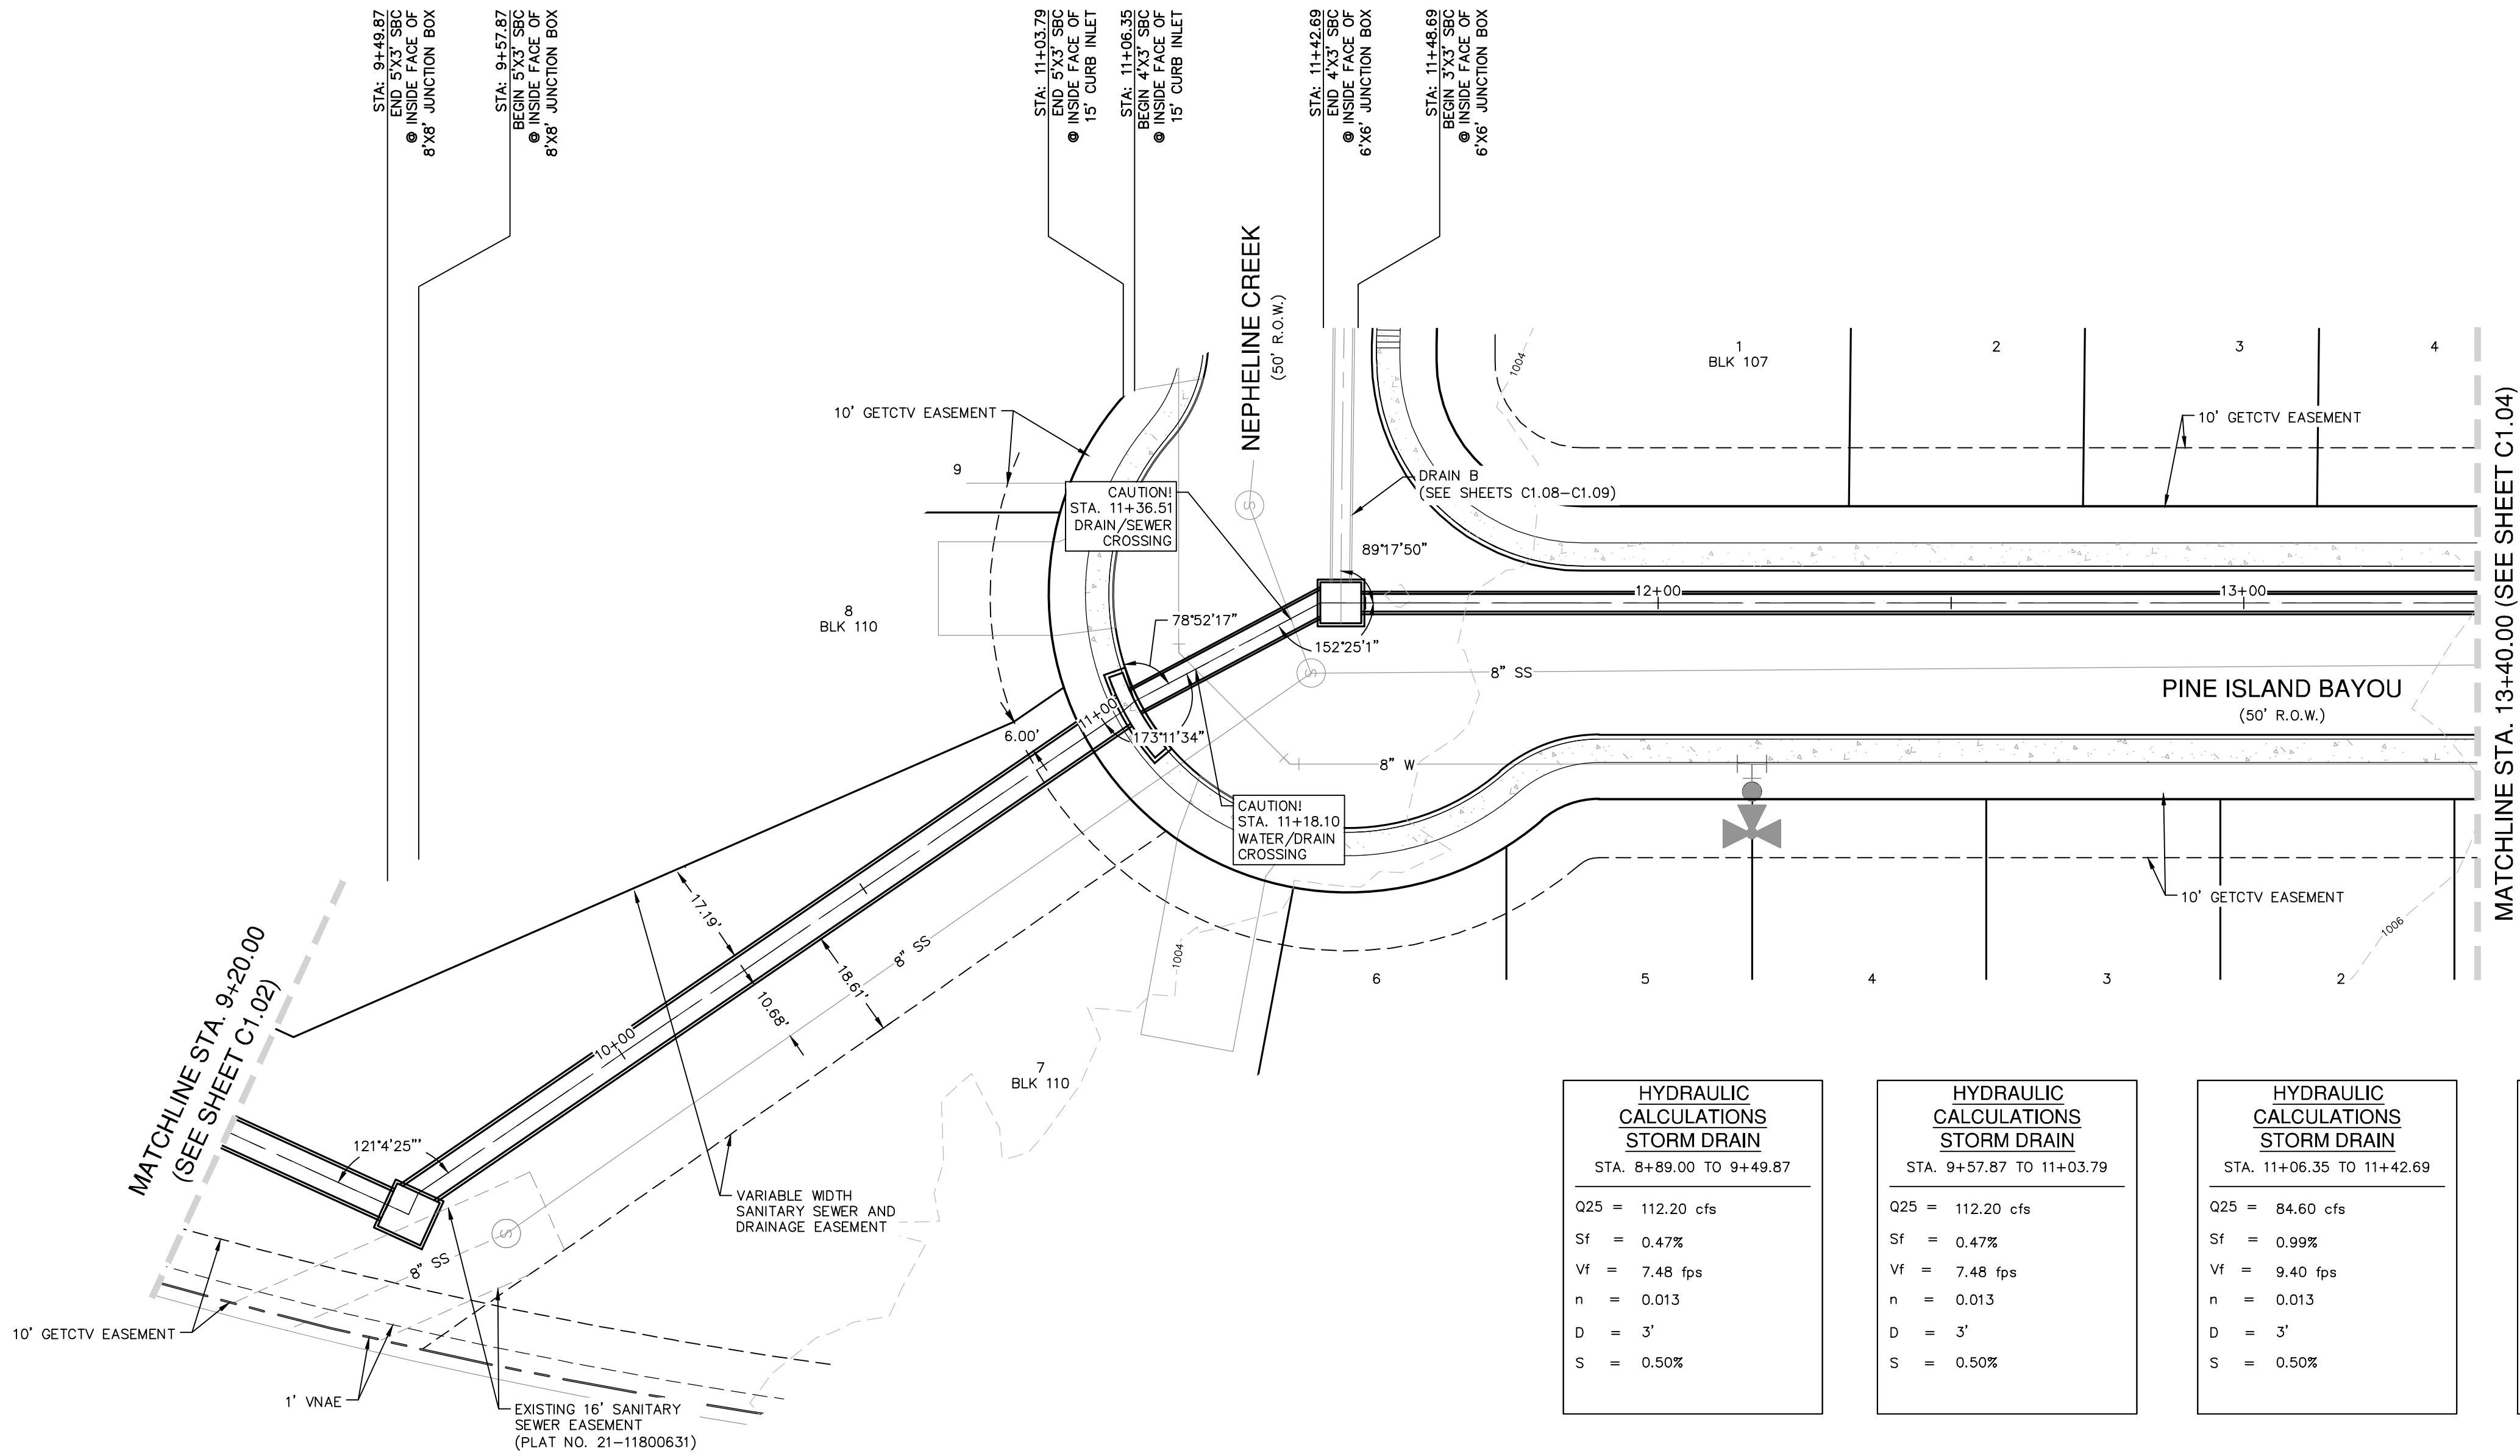 STA: 9+49.87
END 5'X3' SBC
@ INSIDE FACE OF
8'X8' JUNCTION BOX
STA: 9+57.87
BEGIN 5'X3' SBC
@ INSIDE FACE OF
8'X8' JUNCTION BOX
STA: 11+03.79
END 5'X3' SBC
@ INSIDE FACE OF
15' CURB INLET
STA: 11+06.35
BEGIN 4'X3' SBC
@ INSIDE FACE OF
15' CURB INLET
STA: 11+42.69
END 4'X3' SBC
@ INSIDE FACE OF
6'X6' JUNCTION BOX
STA: 11+48.69
BEGIN 3'X3' SBC
@ INSIDE FACE OF
6'X6' JUNCTION BOX
NEPHELINE CREEK
(50' R.O.W.)
1
BLK 107
2
3
4
1004
10' GETCTV EASEMENT
10' GETCTV EASEMENT
9
CAUTION!
STA. 11+36.51
DRAIN/SEWER
CROSSING
S
DRAIN B
(SEE SHEETS C1.08-C1.09)
89°17'50"
8
BLK 110
78°52'17"
152°25'1"
12+00
13+00
S
8" SS
PINE ISLAND BAYOU
(50' R.O.W.)
MATCHLINE STA. 13+40.00 (SEE SHEET C1.04)
11+00
6.00'
173°11'34"
8" W
CAUTION!
STA. 11+18.10
WATER/DRAIN
CROSSING
10' GETCTV EASEMENT
1006
17.19'
8" SS
18.61'
10.68'
1004
6
5
4
3
2
MATCHLINE STA. 9+20.00
(SEE SHEET C1.02)
10+00
7
BLK 110
121°4'25"'
VARIABLE WIDTH
SANITARY SEWER AND
DRAINAGE EASEMENT
S
8" SS
10' GETCTV EASEMENT
1' VNAE
EXISTING 16' SANITARY
SEWER EASEMENT
(PLAT NO. 21-11800631)
HYDRAULIC
CALCULATIONS
STORM DRAIN
STA. 8+89.00 TO 9+49.87
Q25 = 112.20 cfs
Sf = 0.47%
Vf = 7.48 fps
n = 0.013
D = 3'
S = 0.50%
HYDRAULIC
CALCULATIONS
STORM DRAIN
STA. 9+57.87 TO 11+03.79
Q25 = 112.20 cfs
Sf = 0.47%
Vf = 7.48 fps
n = 0.013
D = 3'
S = 0.50%
HYDRAULIC
CALCULATIONS
STORM DRAIN
STA. 11+06.35 TO 11+42.69
Q25 = 84.60 cfs
Sf = 0.99%
Vf = 9.40 fps
n = 0.013
D = 3'
S = 0.50%